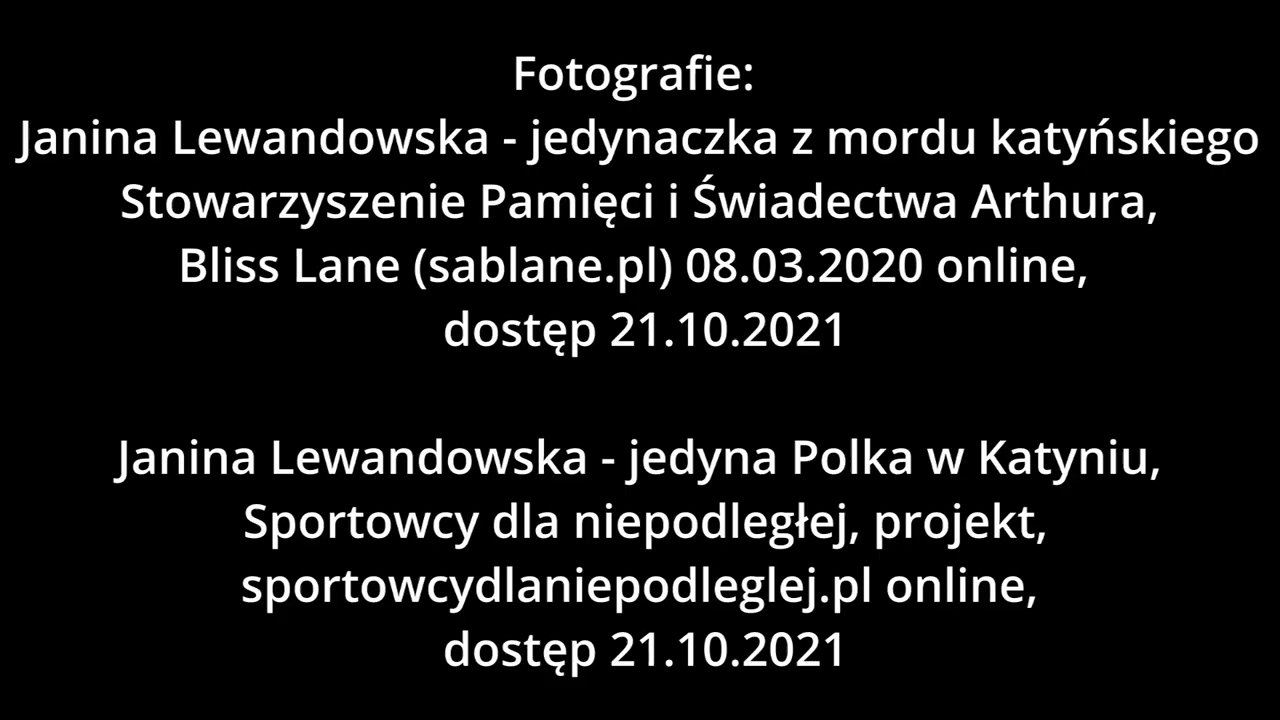 Fotografie:
Janina Lewandowska - jedynaczka z mordu katyńskiego
Stowarzyszenie Pamięci i Świadectwa Arthura,
Bliss Lane (sablane.pl) 08.03.2020 online,
dostęp 21.10.2021
Janina Lewandowska - jedyna Polka w Katyniu,
Sportowcy dla niepodległej, projekt,
sportowcydlaniepodleglej.pl online,
dostęp 21.10.2021